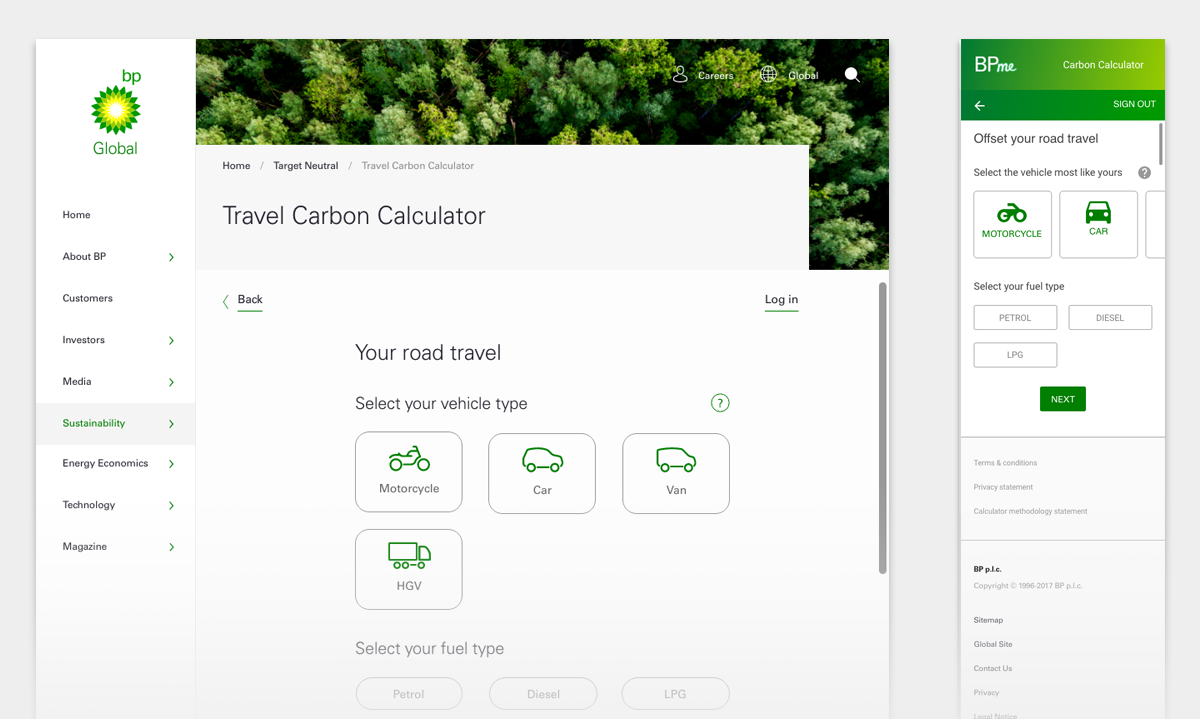 bp
Global
Home
About BP
Customers
Investors
Media
Sustainability
Energy Economics
Technology
Magazine
Careers
Global
Home / Target Neutral / Travel Carbon Calculator
Travel Carbon Calculator
Back
Log in
Your road travel
Select your vehicle type
?
Motorcycle
Car
Van
HGV
Select your fuel type
Petrol
Diesel
LPG
BPme
Carbon Calculator
SIGN OUT
Offset your road travel
Select the vehicle most like yours
?
MOTORCYCLE
CAR
Select your fuel type
PETROL
DIESEL
LPG
NEXT
Terms & conditions
Privacy statement
Calculator methodology statement
BP p.l.c.
Copyright © 1996-2017 BP p.l.c.
Sitemap
Global Site
Contact Us
Privacy
Legal Notice